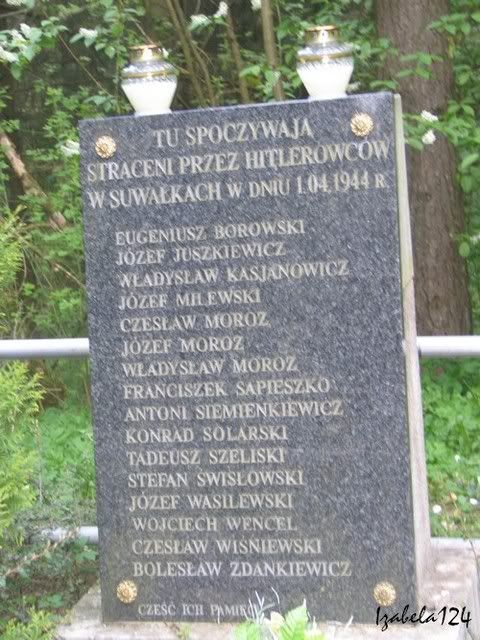 TU SPOCZYWAJĄ
STRACENI PRZEZ HITLEROWCÓW
W SUWAŁKACH W DNIU 1.04.1944 R.
EUGENIUSZ BOROWSKI
JÓZEF JUSZKIEWICZ
WŁADYSŁAW KASJANOWICZ
JÓZEF MILEWSKI
CZESŁAW MOROZ
JÓZEF MOROZ
WŁADYSŁAW MOROZ
FRANCISZEK SAPIESZKO
ANTONI SIEMIENKIEWICZ
KONRAD SOLARSKI
TADEUSZ SZELISKI
STEFAN ŚWISŁOWSKI
JÓZEF WASILEWSKI
WOJCIECH WENCEL
CZESŁAW WIŚNIEWSKI
BOLESŁAW ZDANKIEWICZ
CZEŚĆ ICH PAMIĘCI
Izabela124